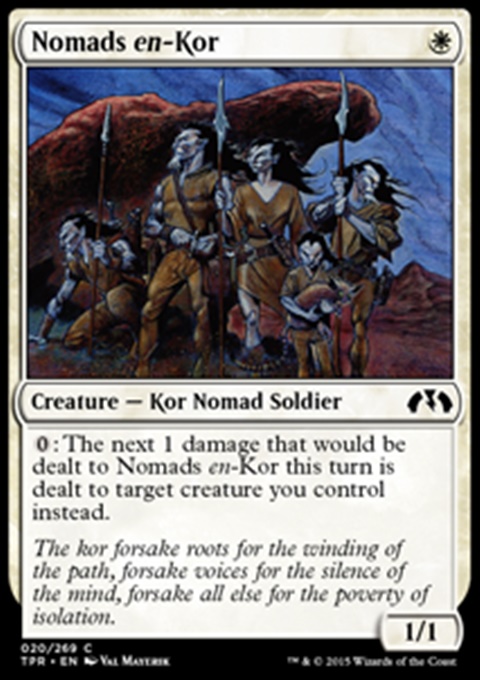 Nomads en-Kor
Creature — Kor Nomad Soldier
0: The next 1 damage that would be
dealt to Nomads en-Kor this turn is
dealt to target creature you control
instead.
The kor forsake roots for the winding of
the path, forsake voices for the silence of
the mind, forsake all else for the poverty of
isolation.
1/1
020/269 C
TPR • EN Val Mayerik
™ & © 2015 Wizards of the Coast